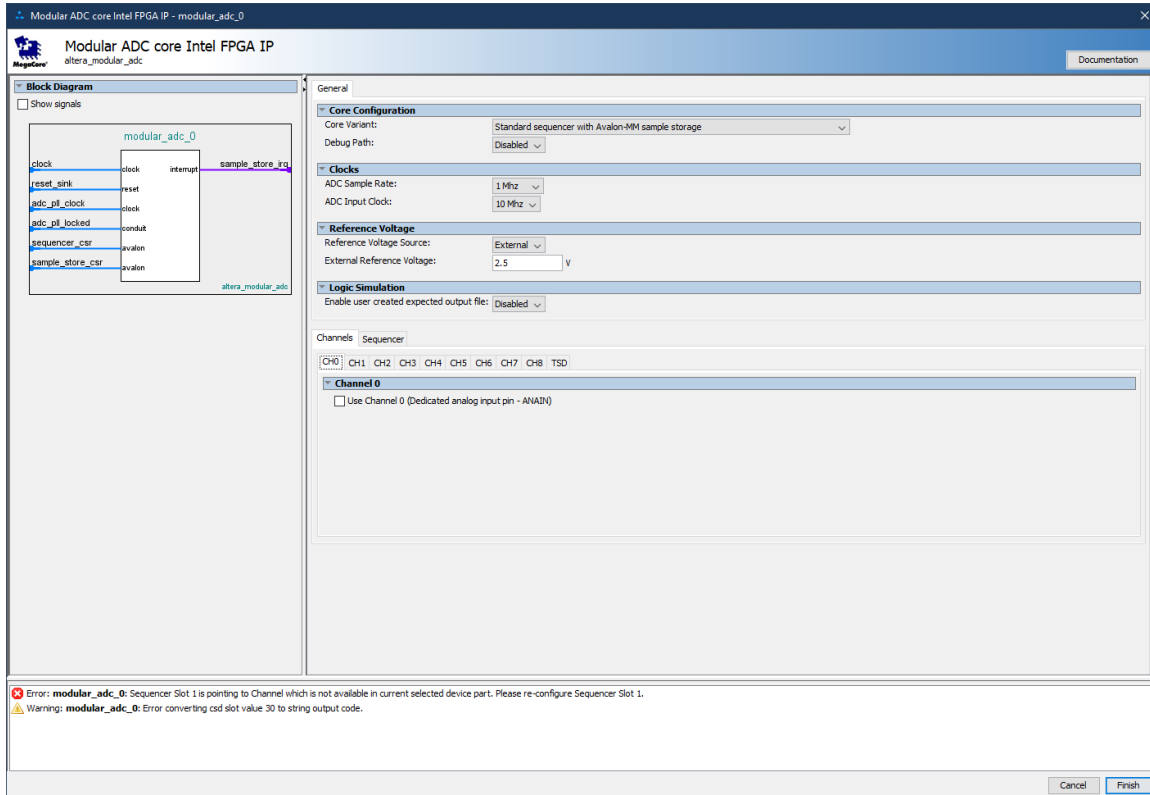 Modular ADC core Intel FPGA IP - modular_adc_0
Modular ADC core Intel FPGA IP
altera_modular_adc
MegaCore'
Documentation
Block Diagram
Show signals
modular_adc_0
clock
clock
interrupt
sample_store_irq
reset_sink
reset
adc_pll_clock
clock
adc_pll_locked
conduit
sequencer_csr
avalon
sample_store_csr
avalon
altera_modular_adc
General
Core Configuration
Core Variant: Standard sequencer with Avalon-MM sample storage
Debug Path: Disabled
Clocks
ADC Sample Rate: 1 Mhz
ADC Input Clock: 10 Mhz
Reference Voltage
Reference Voltage Source: External
External Reference Voltage: 2.5 V
Logic Simulation
Enable user created expected output file: Disabled
Channels Sequencer
CH0 CH1 CH2 CH3 CH4 CH5 CH6 CH7 CH8 TSD
Channel 0
Use Channel 0 (Dedicated analog input pin - ANAIN)
Error: modular_adc_0: Sequencer Slot 1 is pointing to Channel which is not available in current selected device part. Please re-configure Sequencer Slot 1.
Warning: modular_adc_0: Error converting csd slot value 30 to string output code.
Cancel Finish